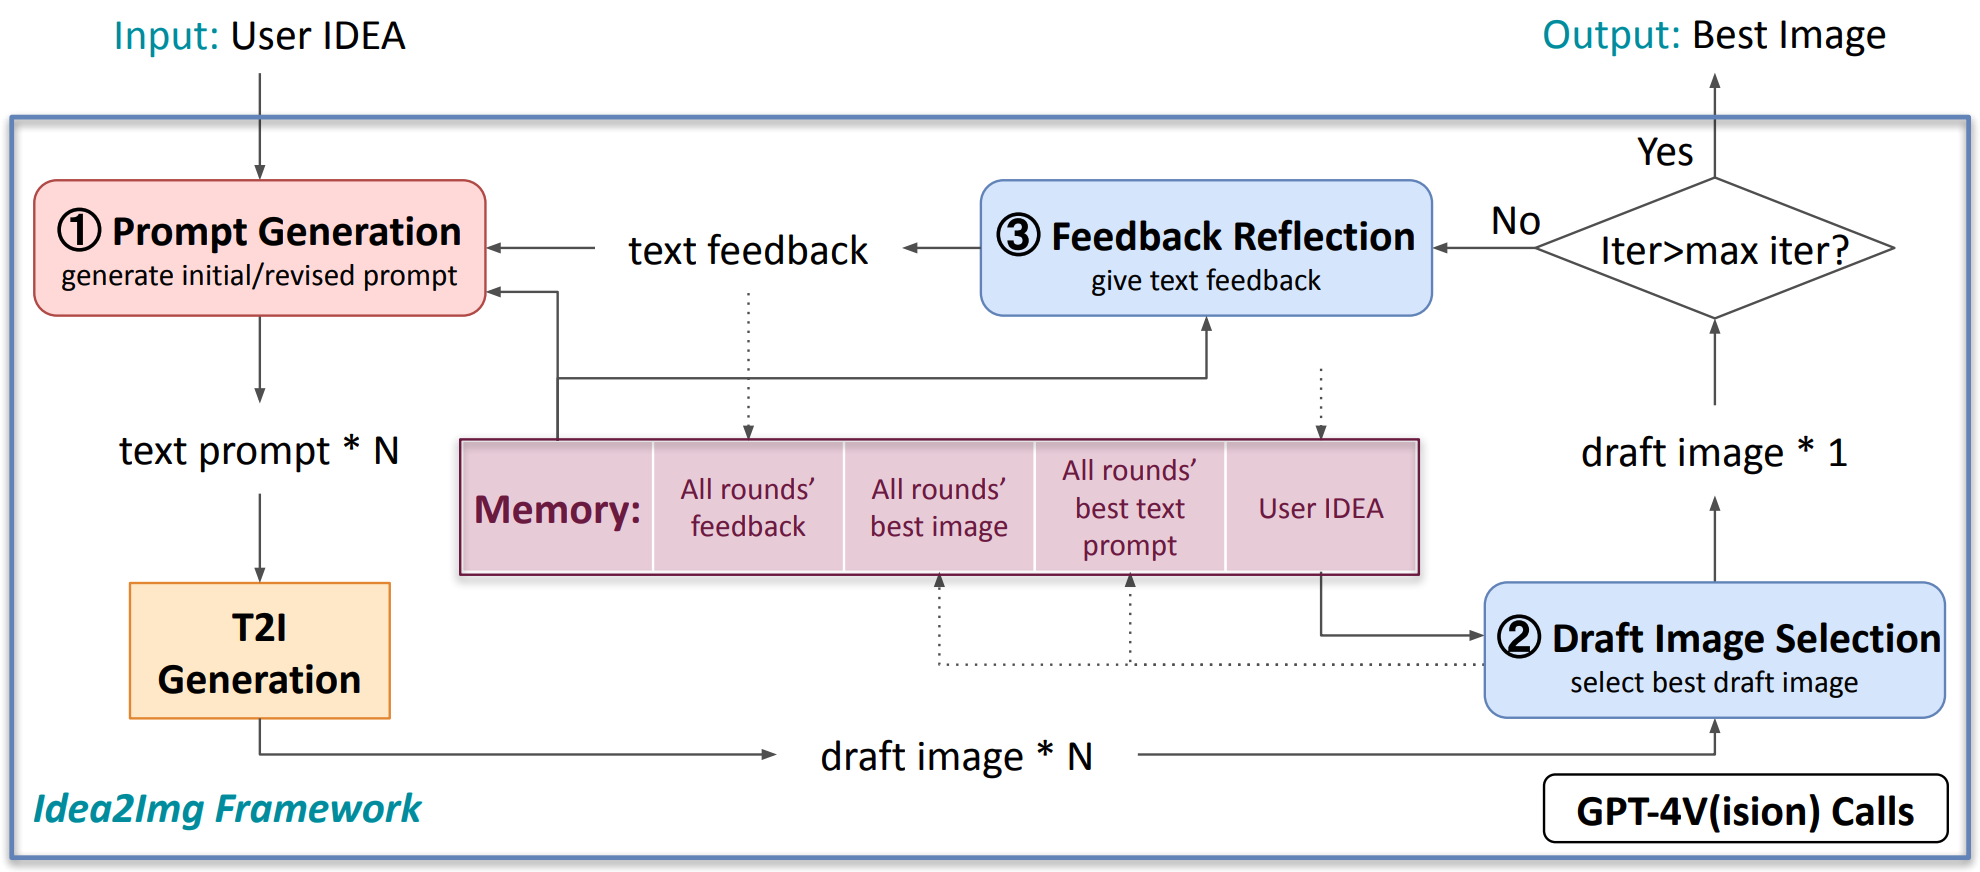 Input: User IDEA
Output: Best Image
Yes
① Prompt Generation
generate initial/revised prompt
text feedback
③ Feedback Reflection
give text feedback
No
Iter>max iter?
text prompt * N
Memory:
All rounds’
feedback
All rounds’
best image
All rounds’
best text
prompt
User IDEA
draft image * 1
T2I
Generation
② Draft Image Selection
select best draft image
draft image * N
Idea2Img Framework
GPT-4V(ision) Calls